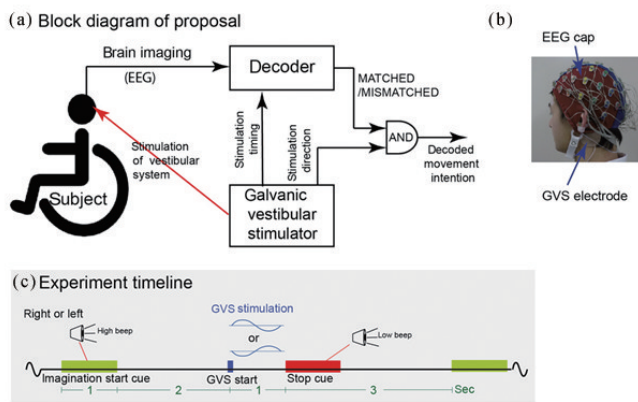 (a) Block diagram of proposal
Brain imaging
(EEG)
Decoder
MATCHED
/MISMATCHED
Stimulation
of vestibular
system
Stimulation
timing
Stimulation
direction
AND
Decoded
movement
intention
Subject
Galvanic
vestibular
stimulator
(b)
EEG cap
GVS electrode
(c) Experiment timeline
Right or left
High beep
GVS stimulation
or
Low beep
Imagination start cue
GVS start
Stop cue
1
2
1
3
Sec